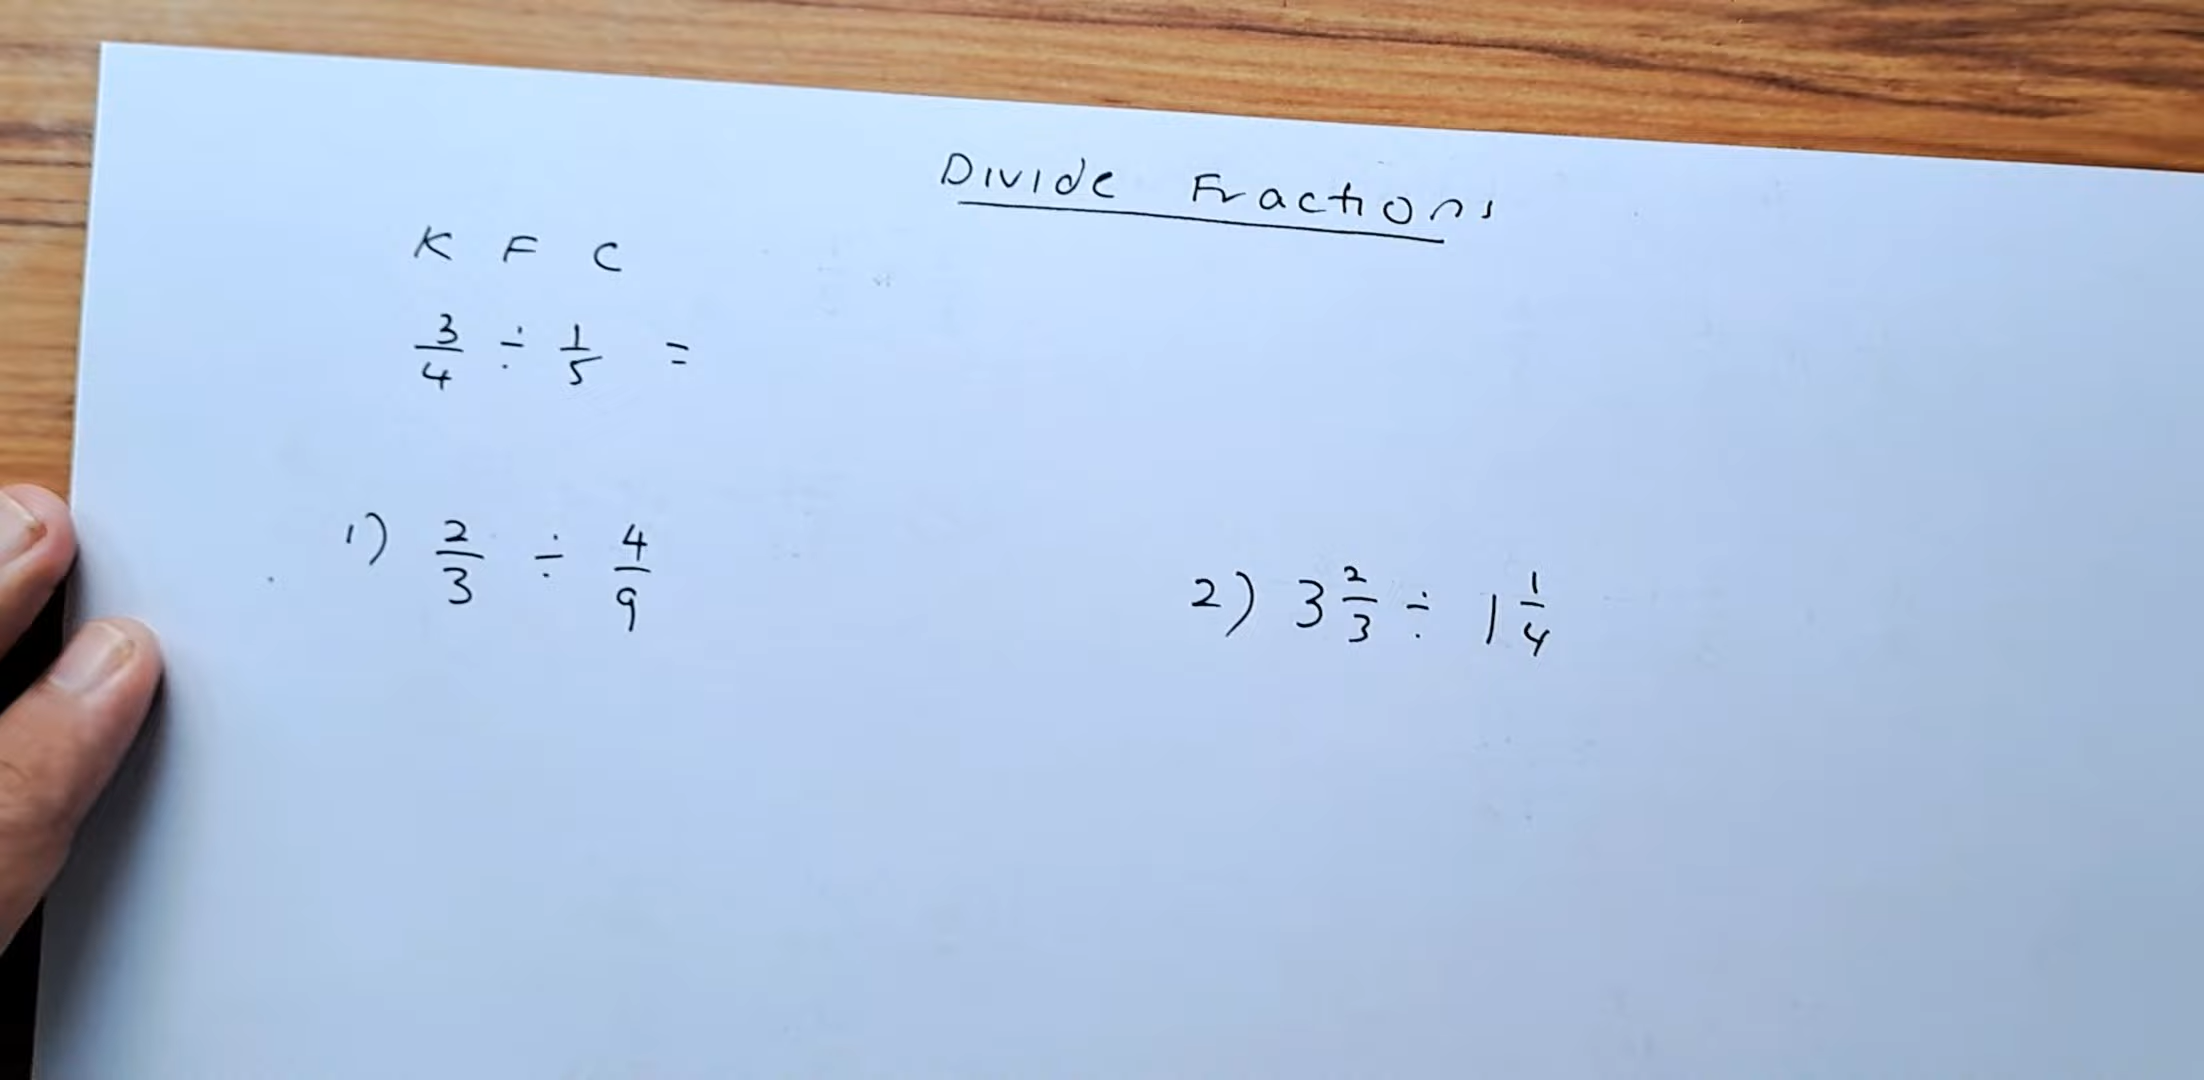 Divide Fractions
K F C
3/4 ÷ 1/5 =
1) 2/3 ÷ 4/9
2) 3 2/3 ÷ 1 1/4